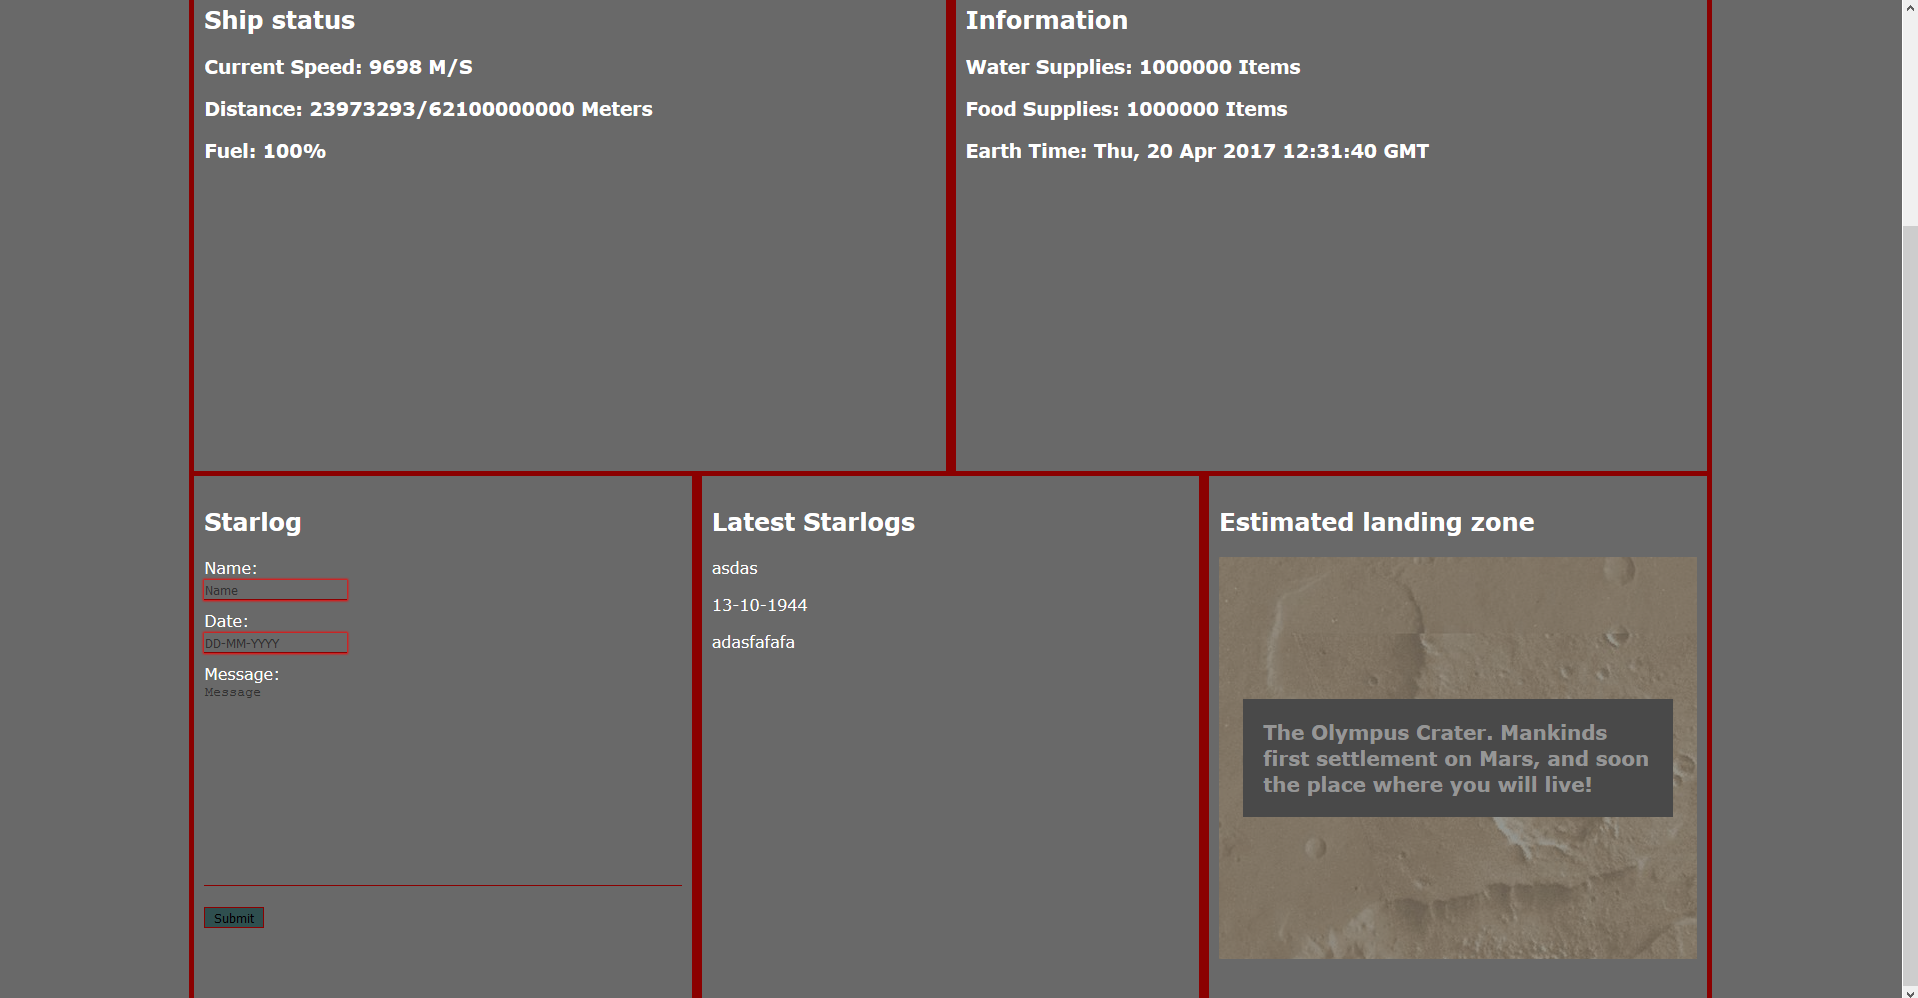 Ship status
Current Speed: 9698 M/S
Distance: 23973293/62100000000 Meters
Fuel: 100%
Information
Water Supplies: 1000000 Items
Food Supplies: 1000000 Items
Earth Time: Thu, 20 Apr 2017 12:31:40 GMT
Starlog
Name:
Name
Date:
DD-MM-YYYY
Message:
Message
Submit
Latest Starlogs
asdas
13-10-1944
adasfafafa
Estimated landing zone
The Olympus Crater. Mankinds
first settlement on Mars, and soon
the place where you will live!